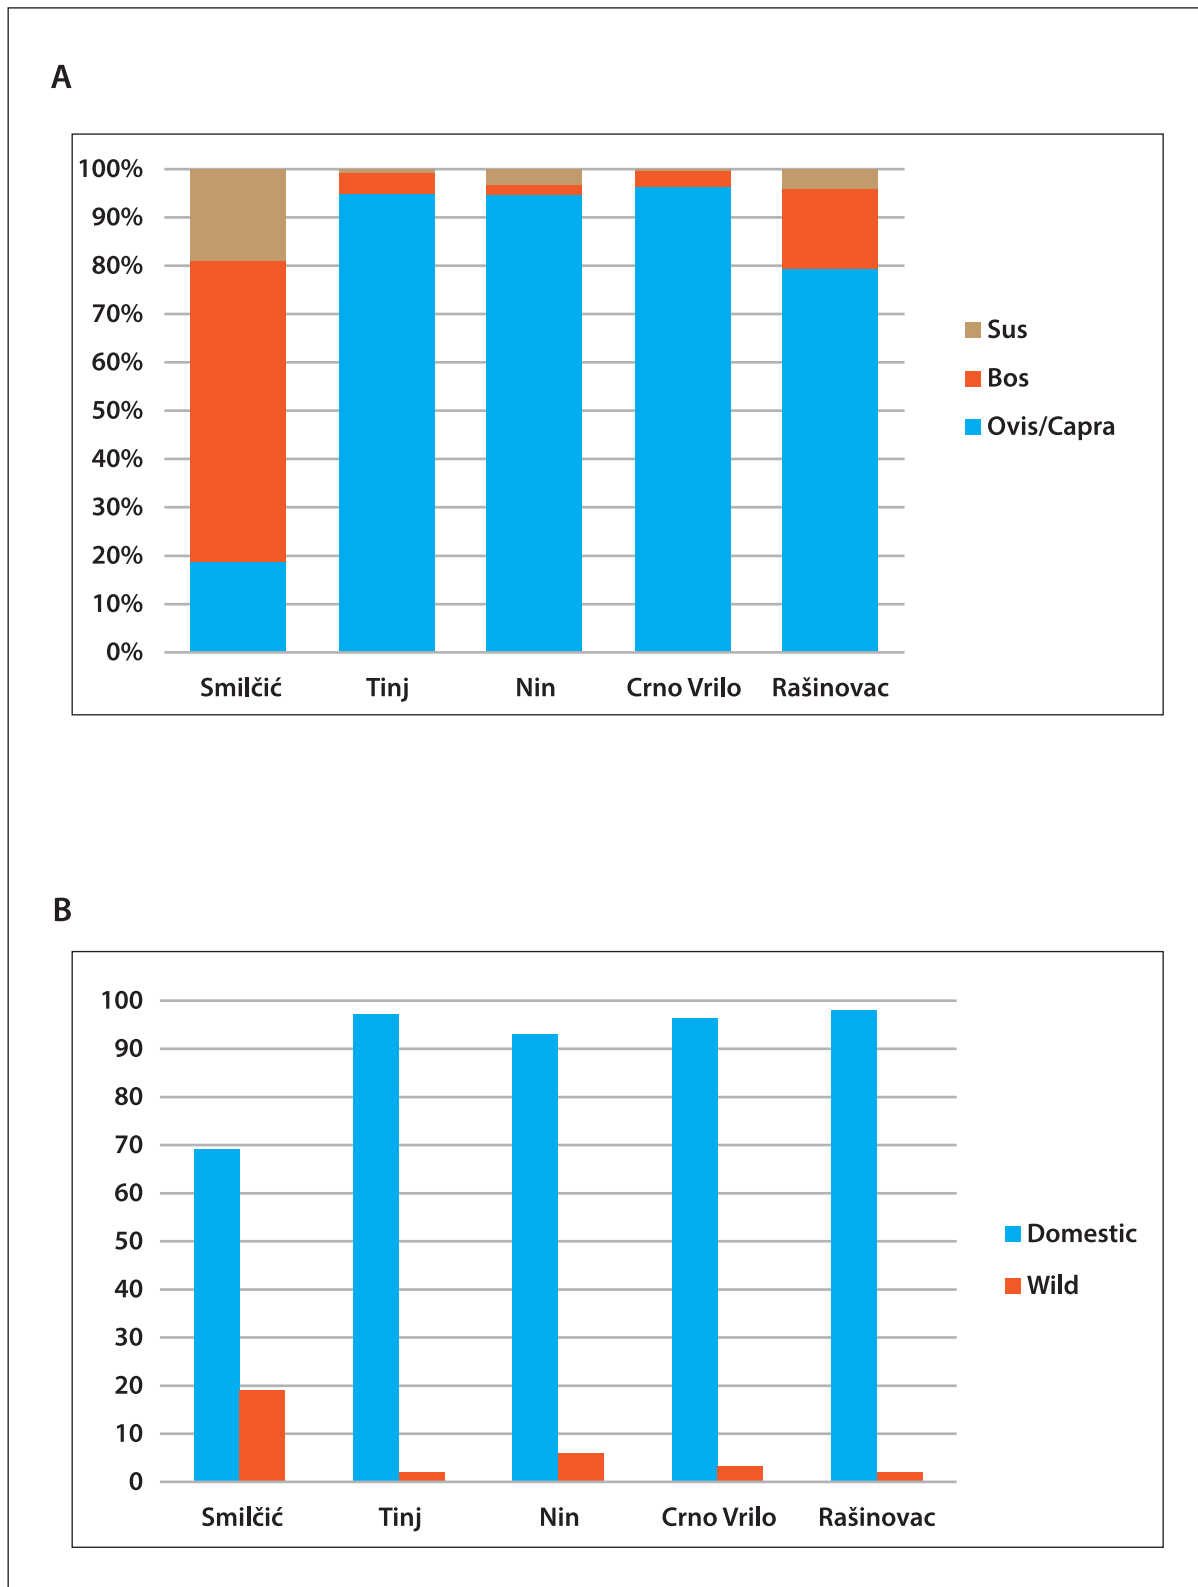 A
100%
90%
80%
70%
60%
50%
40%
30%
20%
10%
0%
Smilčić Tinj Nin Crno Vrilo Rašinovac
Sus
Bos
Ovis/Capra
B
100
90
80
70
60
50
40
30
20
10
0
Smilčić Tinj Nin Crno Vrilo Rašinovac
Domestic
Wild